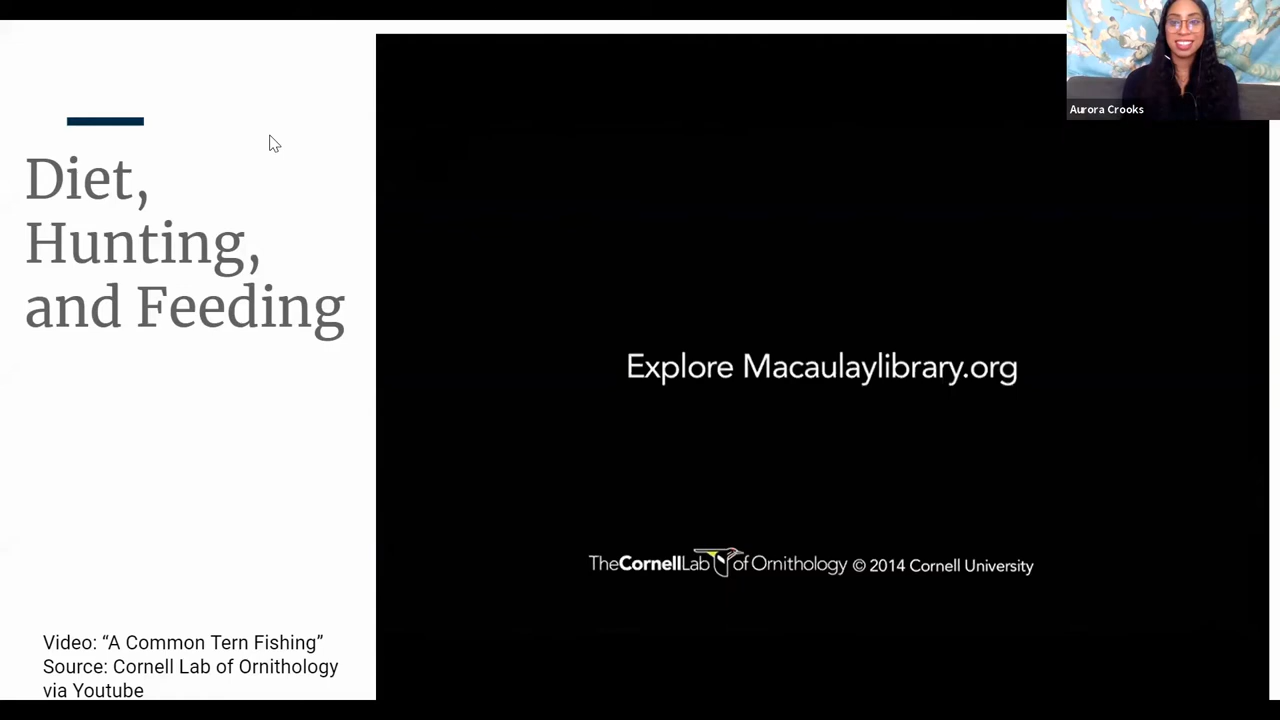 Aurora Crooks
Diet,
Hunting,
and Feeding
Explore Macaulaylibrary.org
TheCornellLab of Ornithology © 2014 Cornell University
Video: “A Common Tern Fishing”
Source: Cornell Lab of Ornithology
via Youtube